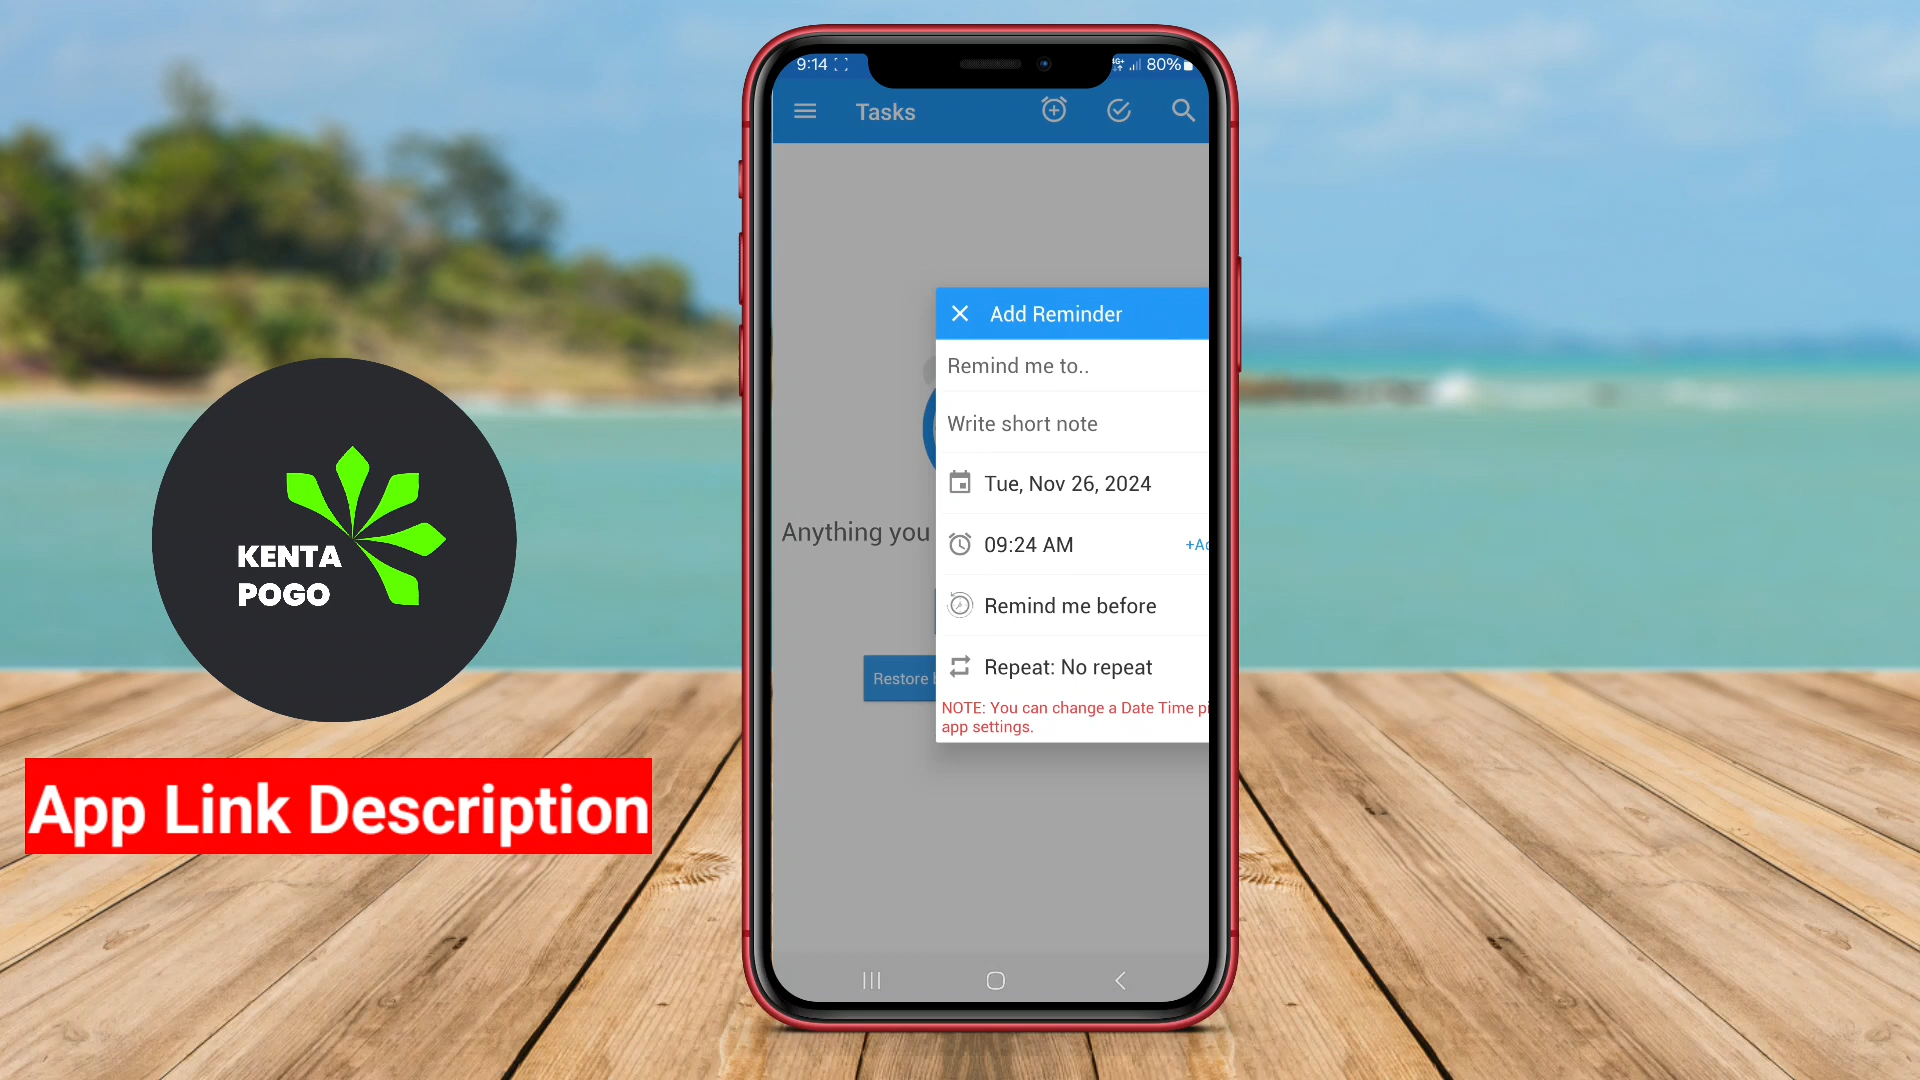 9:14
4G+ 80%
Tasks
Add Reminder
Remind me to..
Write short note
Tue, Nov 26, 2024
Anything you
09:24 AM
Remind me before
Repeat: No repeat
Restore
NOTE: You can change a Date Time
app settings.
KENTA
POGO
App Link Description